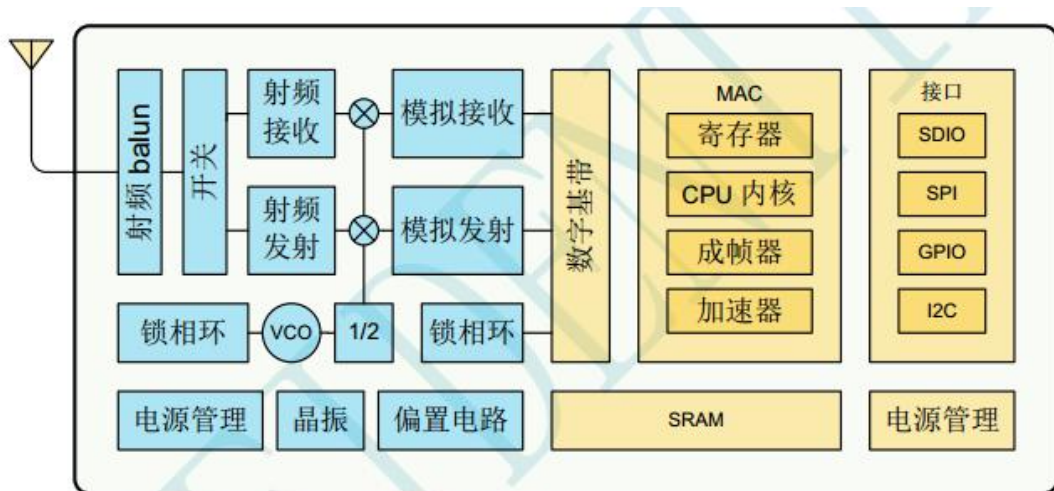 射频 balun
开关
射频
接收
模拟接收
射频
发射
模拟发射
锁相环
VCO
1/2
锁相环
数字基带
MAC
寄存器
CPU 内核
成帧器
加速器
接口
SDIO
SPI
GPIO
I2C
电源管理
晶振
偏置电路
SRAM
电源管理